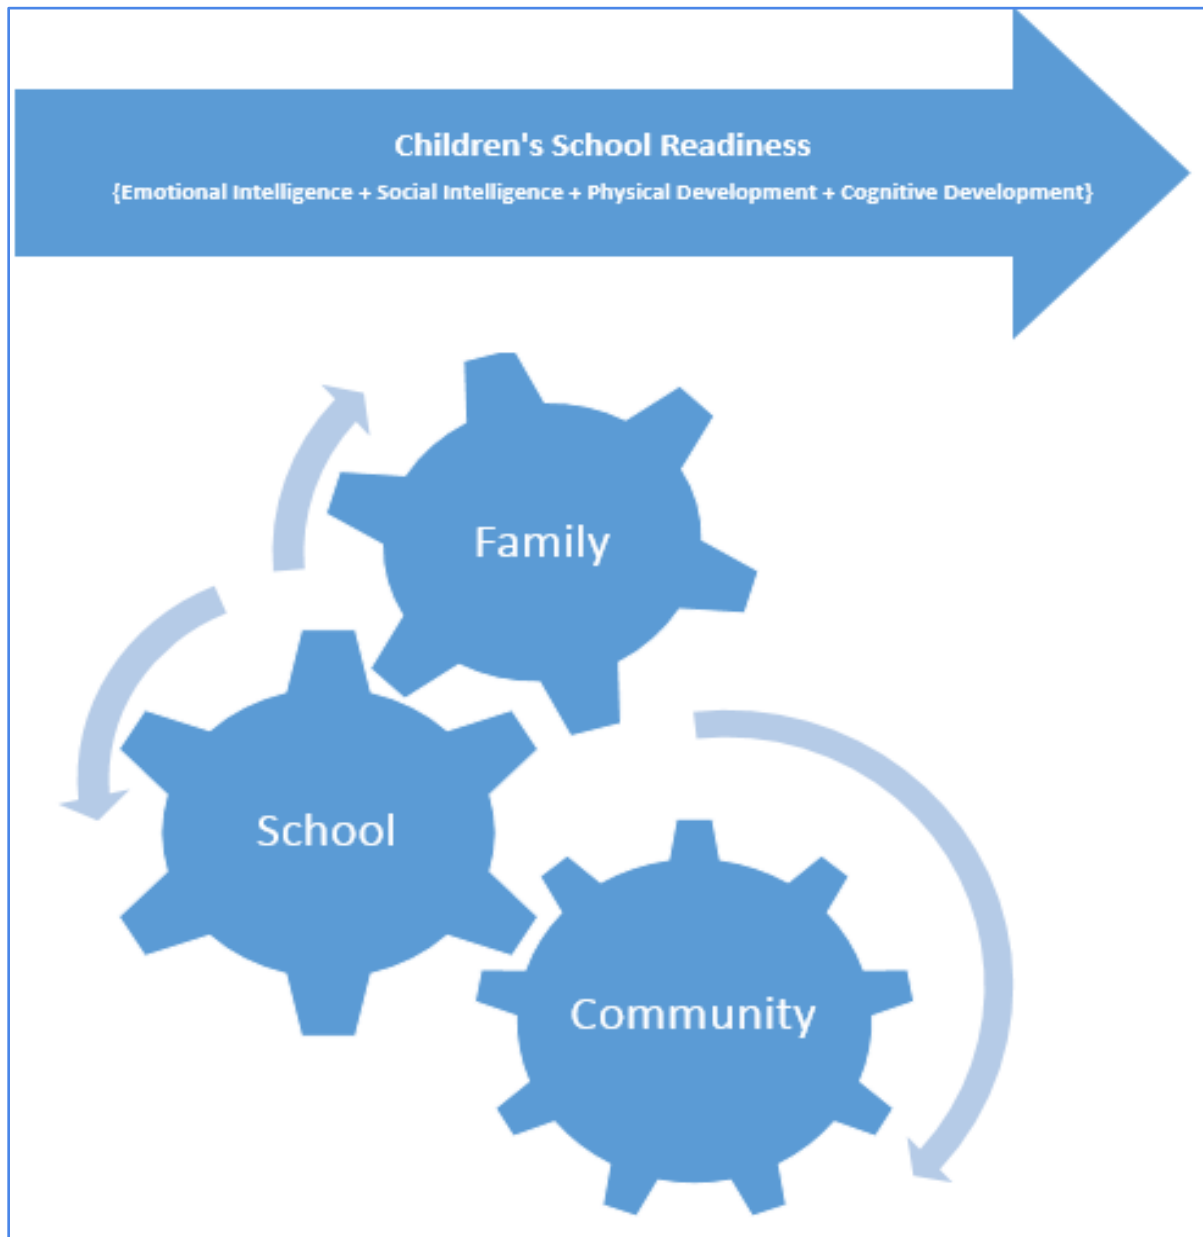 Children's School Readiness
{Emotional Intelligence + Social Intelligence + Physical Development + Cognitive Development}
Family
School
Community